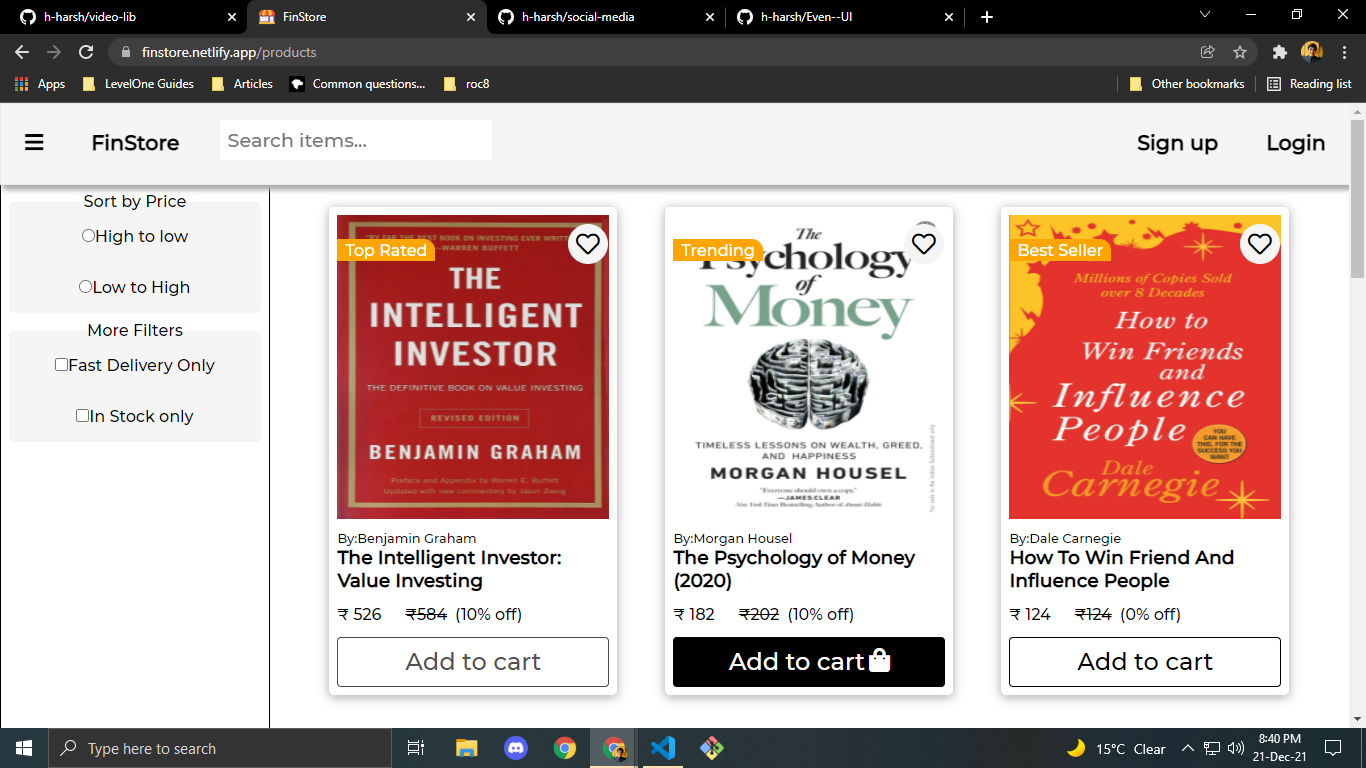 h-harsh/video-lib
FinStore
h-harsh/social-media
h-harsh/Even--UI
finstore.netlify.app/products
Apps
LevelOne Guides
Articles
Common questions...
roc8
Other bookmarks
Reading list
FinStore
Search items...
Sign up
Login
Sort by Price
High to low
Low to High
More Filters
Fast Delivery Only
In Stock only
"BY FAR THE BEST BOOK ON INVESTING EVER WRITT
—WARREN BUFFETT
Top Rated
THE
INTELLIGENT
INVESTOR
THE DEFINITIVE BOOK ON VALUE INVESTING
REVISED EDITION
BENJAMIN GRAHAM
Preface and Appendix by Warren E. Buffett
Updated with new commentary by Jason Zweig
By:Benjamin Graham
The Intelligent Investor:
Value Investing
₹ 526 ₹584 (10% off)
Add to cart
Trending
The
Psychology
of
Money
TIMELESS LESSONS ON WEALTH, GREED,
AND HAPPINESS
MORGAN HOUSEL
"Everyone should own a copy."
—JAMES CLEAR
New York Times Bestselling Author of Atomic Habits
For sale in the Indian Subcontinent only
By:Morgan Housel
The Psychology of Money
(2020)
₹ 182 ₹202 (10% off)
Add to cart
Best Seller
Millions of Copies Sold
over 8 Decades
How to
Win Friends
and
Influence
People
YOU
CAN HAVE
THIS, FOR THE
SUCCESS YOU
WANT
Dale
Carnegie
By:Dale Carnegie
How To Win Friend And
Influence People
₹ 124 ₹124 (0% off)
Add to cart
Type here to search
15°C Clear
8:40 PM
21-Dec-21